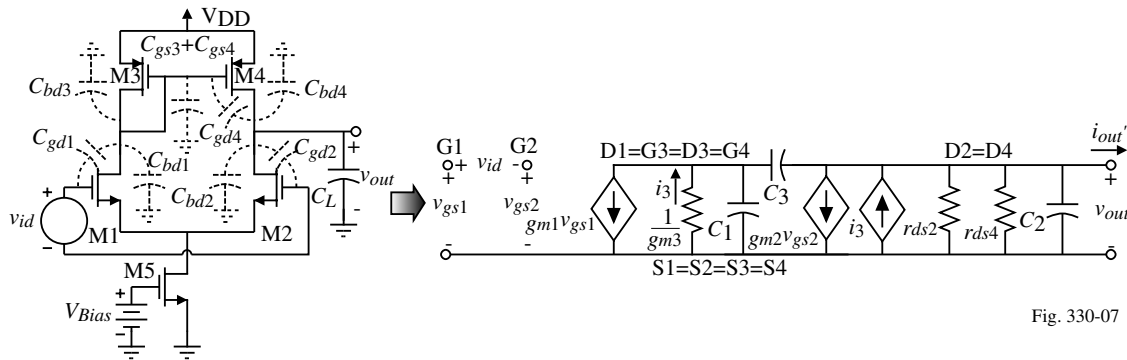 VDD
Cgs3+Cgs4
M3
M4
Cbd3
Cbd4
Cgd4
Cgd1
Cbd1
Cgd2
Cbd2
CL
+
vout
-
+
vid
-
M1
M2
M5
+
VBias
-
G1
vid
G2
+
-
+
vgs1
-
+
vgs2
-
D1=G3=D3=G4
D2=D4
iout'
gm1vgs1
i3
1
gm3
C1
C3
gm2vgs2
i3
rds2
rds4
C2
+
vout
-
S1=S2=S3=S4
Fig. 330-07